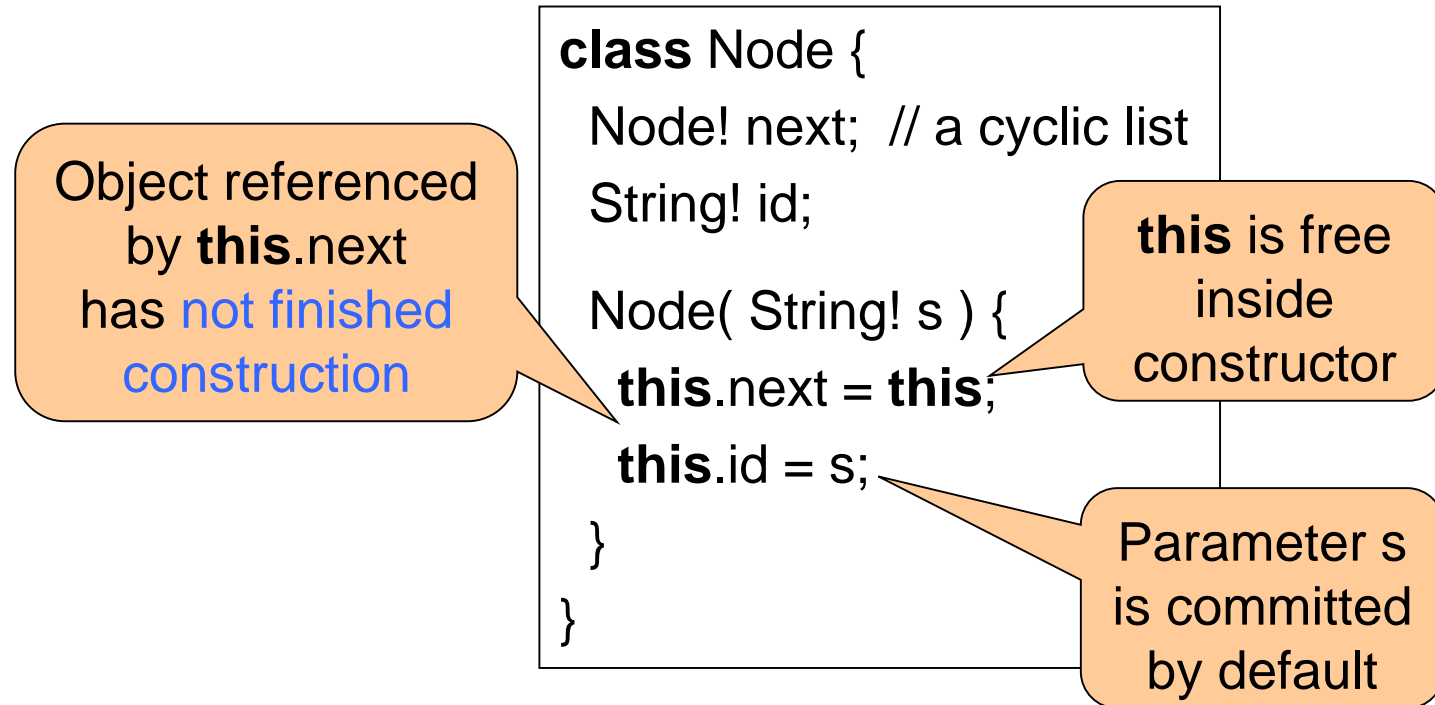 class Node {
Node! next; // a cyclic list
String! id;
Node( String! s ) {
this.next = this;
this.id = s;
}
}
Object referenced
by this.next
has not finished
construction
this is free
inside
constructor
Parameter s
is committed
by default